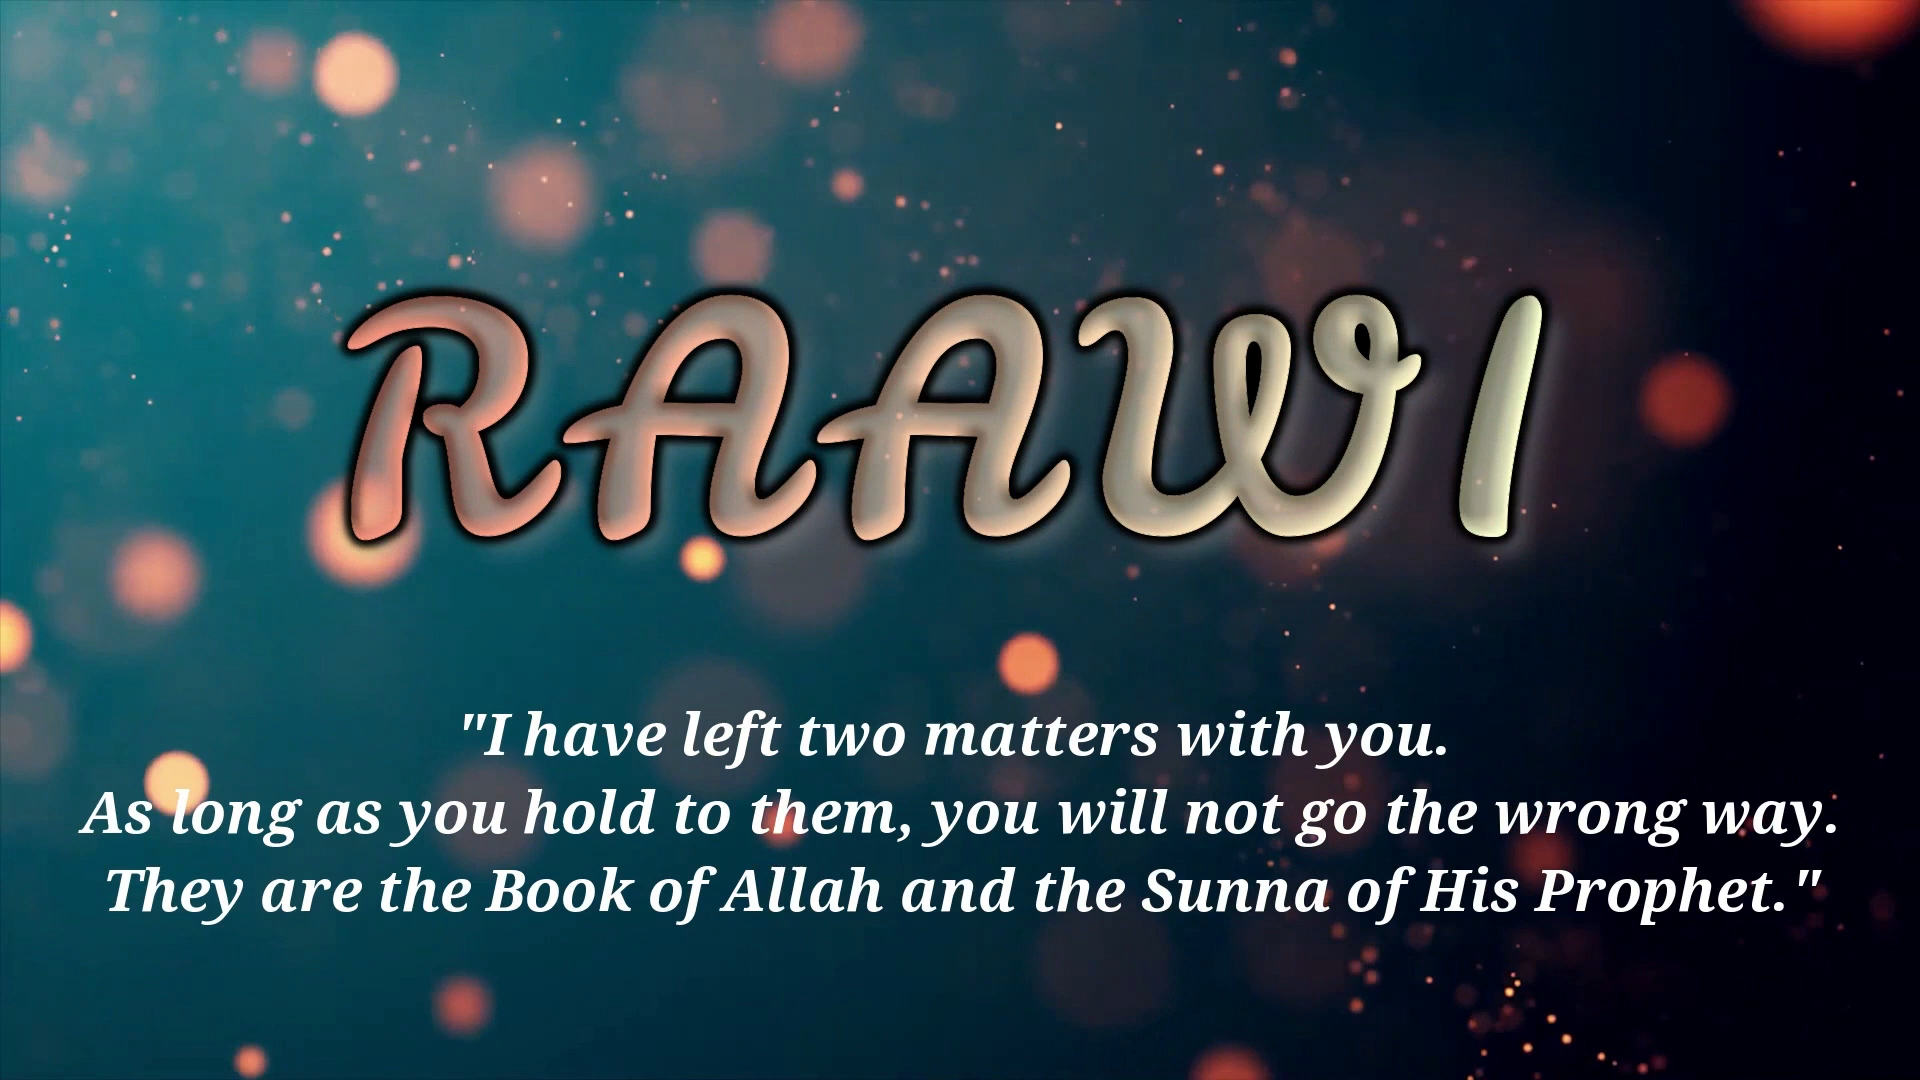 RAAWI
"I have left two matters with you.
As long as you hold to them, you will not go the wrong way.
They are the Book of Allah and the Sunna of His Prophet."